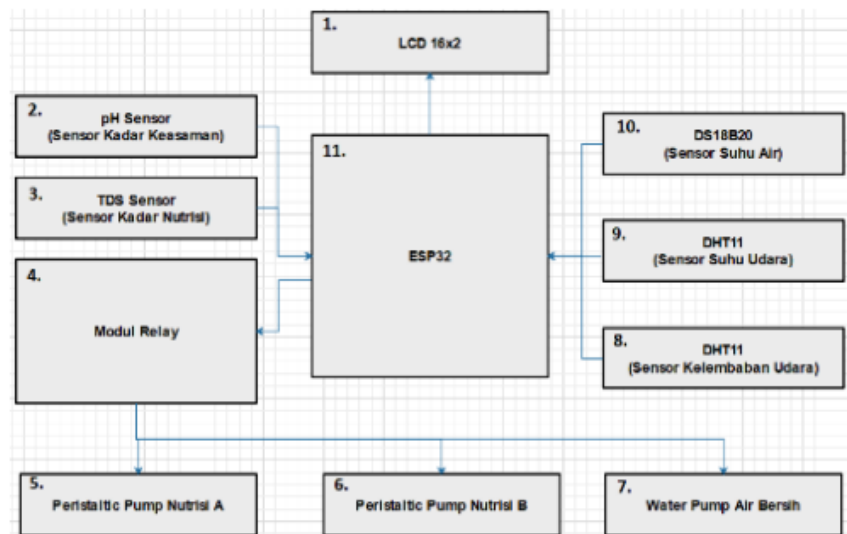 1.
LCD 16x2
2.
pH Sensor
(Sensor Kadar Keasaman)
3.
TDS Sensor
(Sensor Kadar Nutrisi)
4.
Modul Relay
11.
ESP32
10.
DS18B20
(Sensor Suhu Air)
9.
DHT11
(Sensor Suhu Udara)
8.
DHT11
(Sensor Kelembaban Udara)
5.
Peristaltic Pump Nutrisi A
6.
Peristaltic Pump Nutrisi B
7.
Water Pump Air Bersih